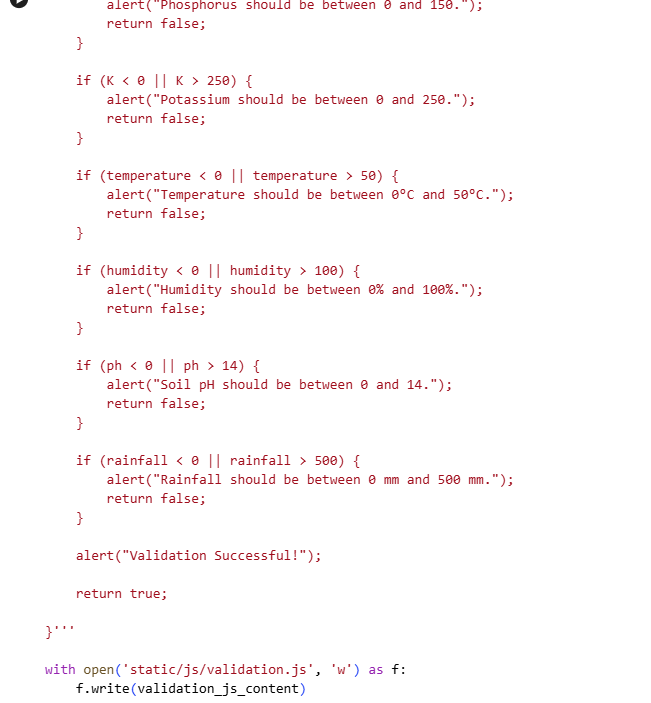 alert("Phosphorus should be between 0 and 150.");
return false;
}
if (K < 0 || K > 250) {
alert("Potassium should be between 0 and 250.");
return false;
}
if (temperature < 0 || temperature > 50) {
alert("Temperature should be between 0°C and 50°C.");
return false;
}
if (humidity < 0 || humidity > 100) {
alert("Humidity should be between 0% and 100%.");
return false;
}
if (ph < 0 || ph > 14) {
alert("Soil pH should be between 0 and 14.");
return false;
}
if (rainfall < 0 || rainfall > 500) {
alert("Rainfall should be between 0 mm and 500 mm.");
return false;
}
alert("Validation Successful!");
return true;
}'''
with open('static/js/validation.js', 'w') as f:
f.write(validation_js_content)